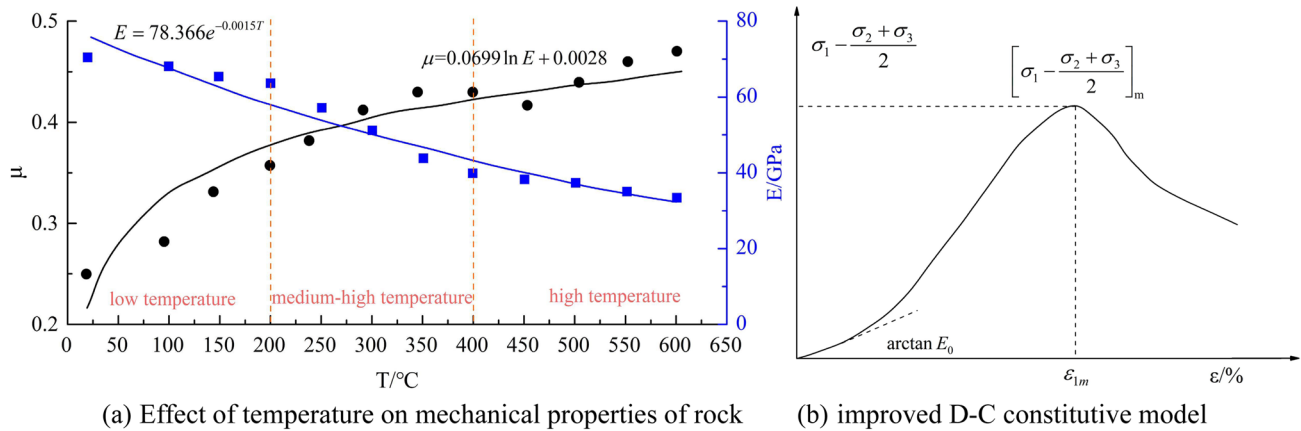 E = 78.366e^{-0.0015T}
μ=0.0699 ln E + 0.0028
0.5
0.4
0.3
0.2
μ
80
60
40
20
0
E/GPa
low temperature
medium-high temperature
high temperature
0 50 100 150 200 250 300 350 400 450 500 550 600 650
T/°C
(a) Effect of temperature on mechanical properties of rock
σ₁ − (σ₂ + σ₃)/2
[σ₁ − (σ₂ + σ₃)/2]ₘ
arctan E₀
ε₁ₘ
ε/%
(b) improved D-C constitutive model